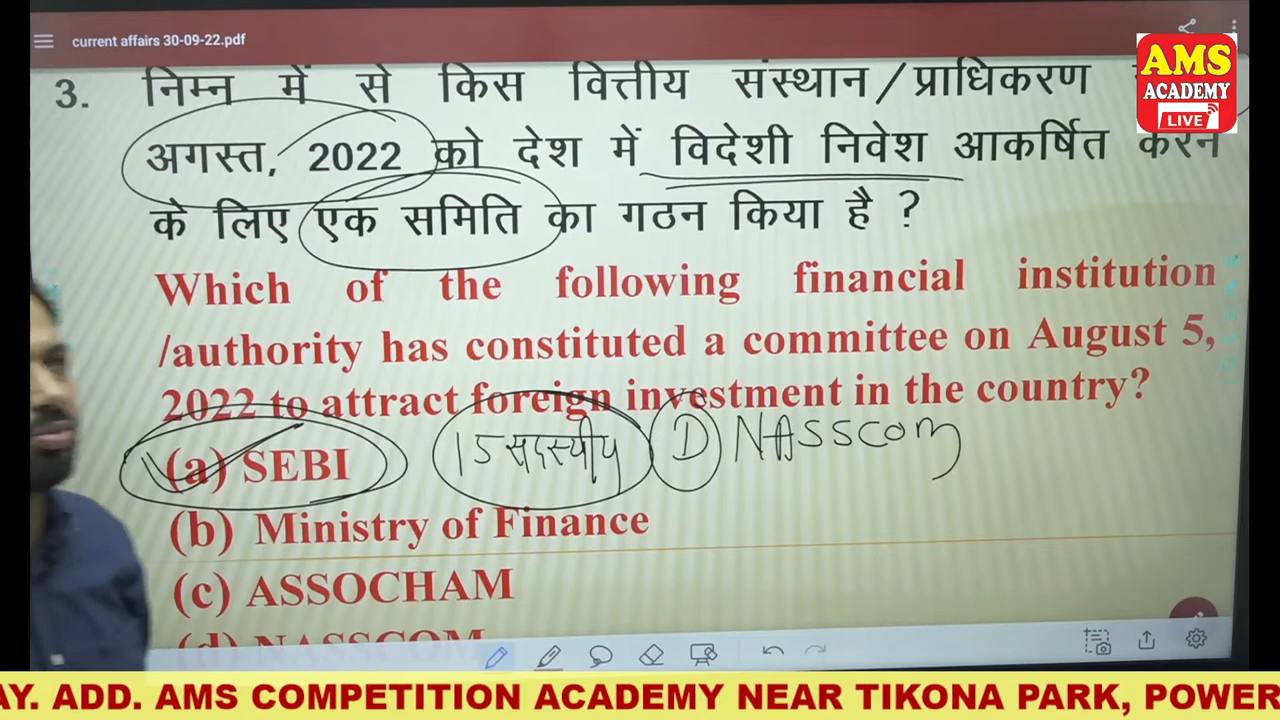 current affairs 30-09-22.pdf
AMS
ACADEMY
LIVE
3. निम्न में से किस वित्तीय संस्थान/प्राधिकरण
अगस्त, 2022 को देश में विदेशी निवेश आकर्षित करने
के लिए एक समिति का गठन किया है ?
Which of the following financial institution
/authority has constituted a committee on August 5,
2022 to attract foreign investment in the country?
(a) SEBI 15 सदस्यीय D NASSCOM
(b) Ministry of Finance
(c) ASSOCHAM
(d) NASSCOM
AY. ADD. AMS COMPETITION ACADEMY NEAR TIKONA PARK, POWER